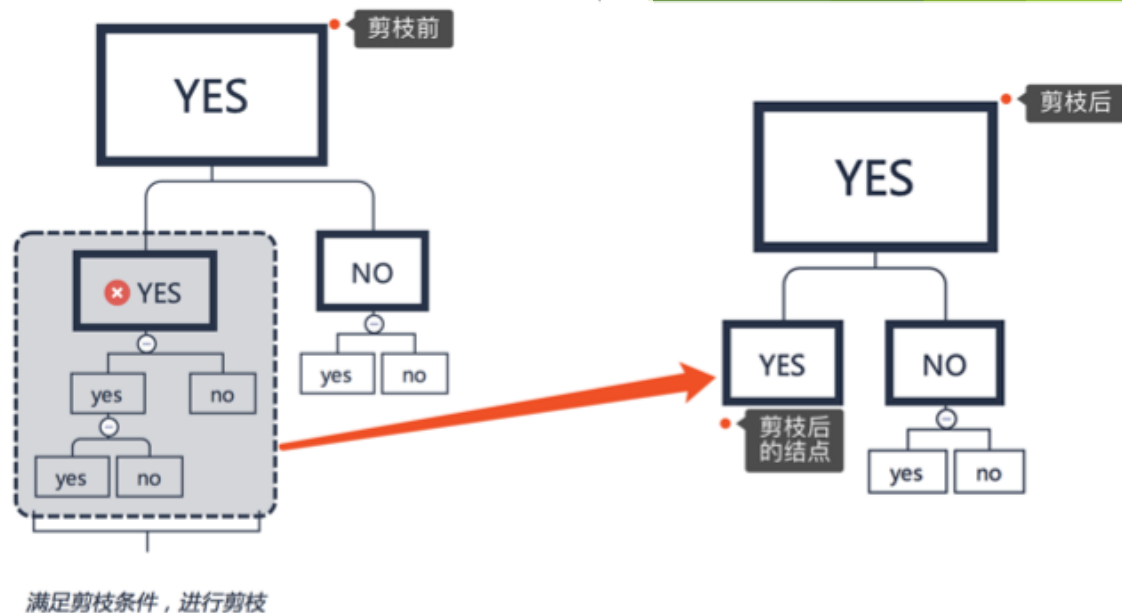 剪枝前
YES
YES
NO
yes
no
yes
no
yes
no
满足剪枝条件，进行剪枝
剪枝后
YES
YES
NO
剪枝后
的结点
yes
no